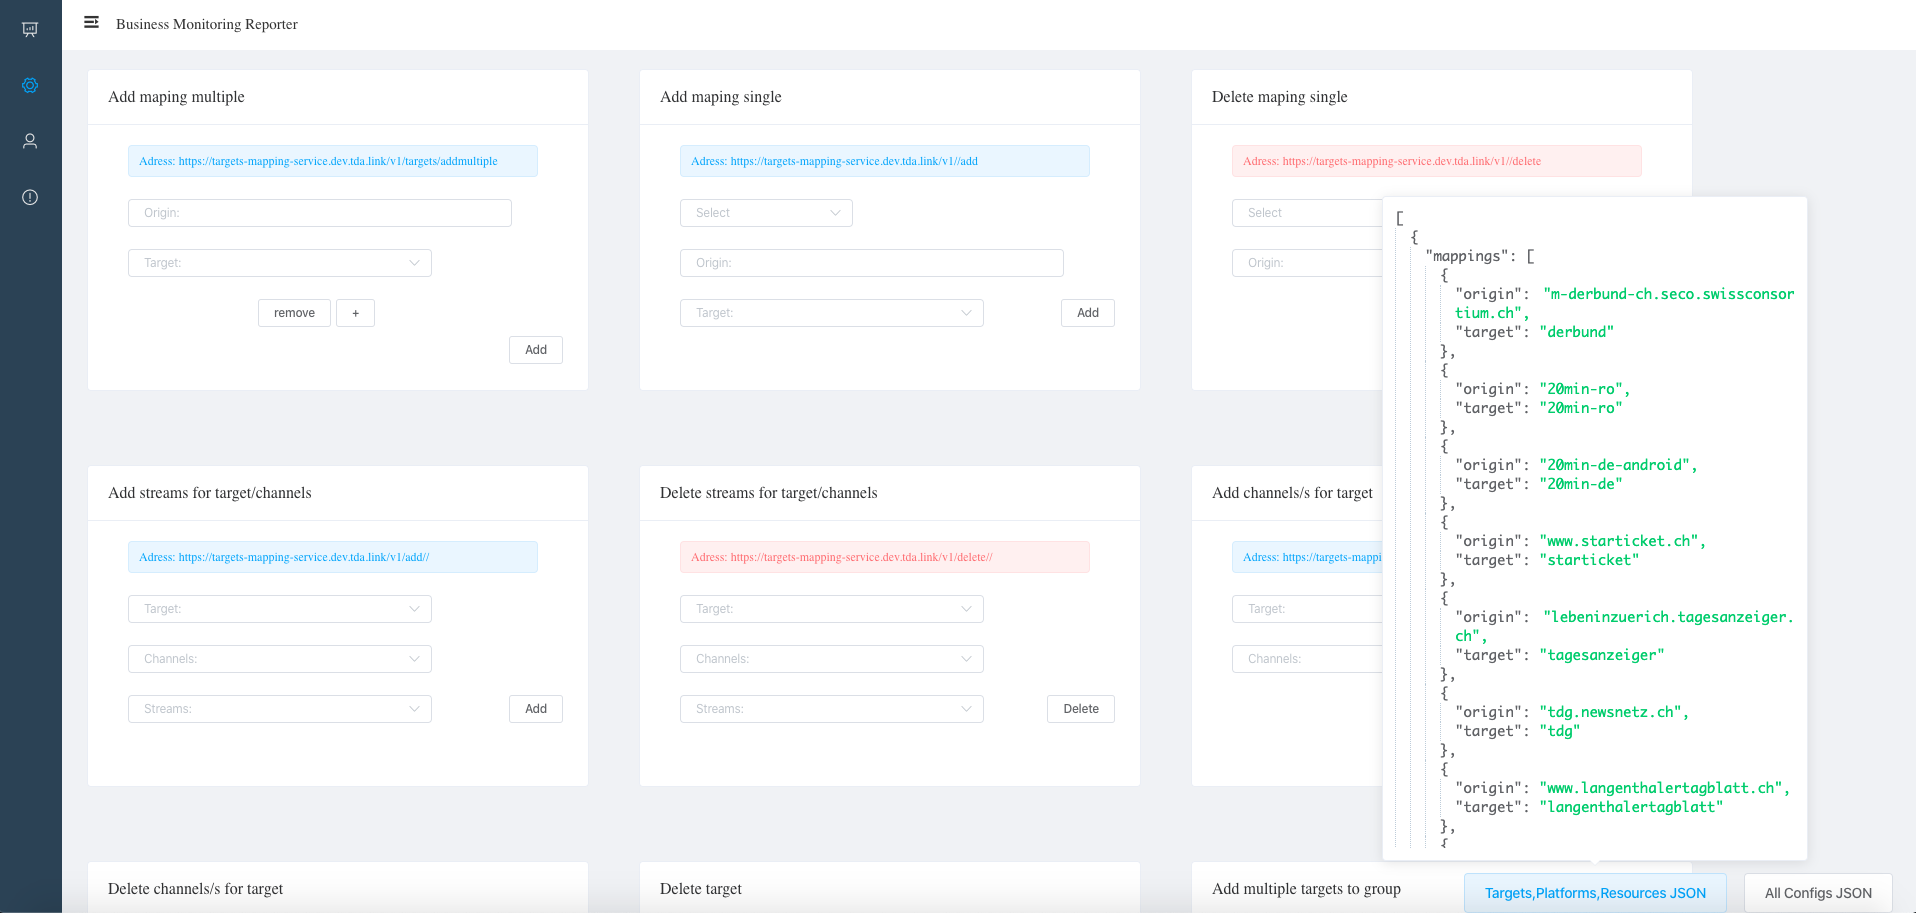 Business Monitoring Reporter
Add maping multiple
Adress: https://targets-mapping-service.dev.tda.link/v1/targets/addmultiple
Origin:
Target:
remove
+
Add
Add maping single
Adress: https://targets-mapping-service.dev.tda.link/v1//add
Select
Origin:
Target:
Add
Delete maping single
Adress: https://targets-mapping-service.dev.tda.link/v1//delete
Select
Origin:
Add streams for target/channels
Adress: https://targets-mapping-service.dev.tda.link/v1/add//
Target:
Channels:
Streams:
Add
Delete streams for target/channels
Adress: https://targets-mapping-service.dev.tda.link/v1/delete//
Target:
Channels:
Streams:
Delete
Add channels/s for target
Adress: https://targets-mappi
Target:
Channels:
[
{
"mappings": [
{
"origin": "m-derbund-ch.seco.swissconsor
tium.ch",
"target": "derbund"
},
{
"origin": "20min-ro",
"target": "20min-ro"
},
{
"origin": "20min-de-android",
"target": "20min-de"
},
{
"origin": "www.starticket.ch",
"target": "starticket"
},
{
"origin": "lebeninzuerich.tagesanzeiger.
ch",
"target": "tagesanzeiger"
},
{
"origin": "tdg.newsnetz.ch",
"target": "tdg"
},
{
"origin": "www.langenthalertagblatt.ch",
"target": "langenthalertagblatt"
},
{
Delete channels/s for target
Delete target
Add multiple targets to group
Targets,Platforms,Resources JSON
All Configs JSON